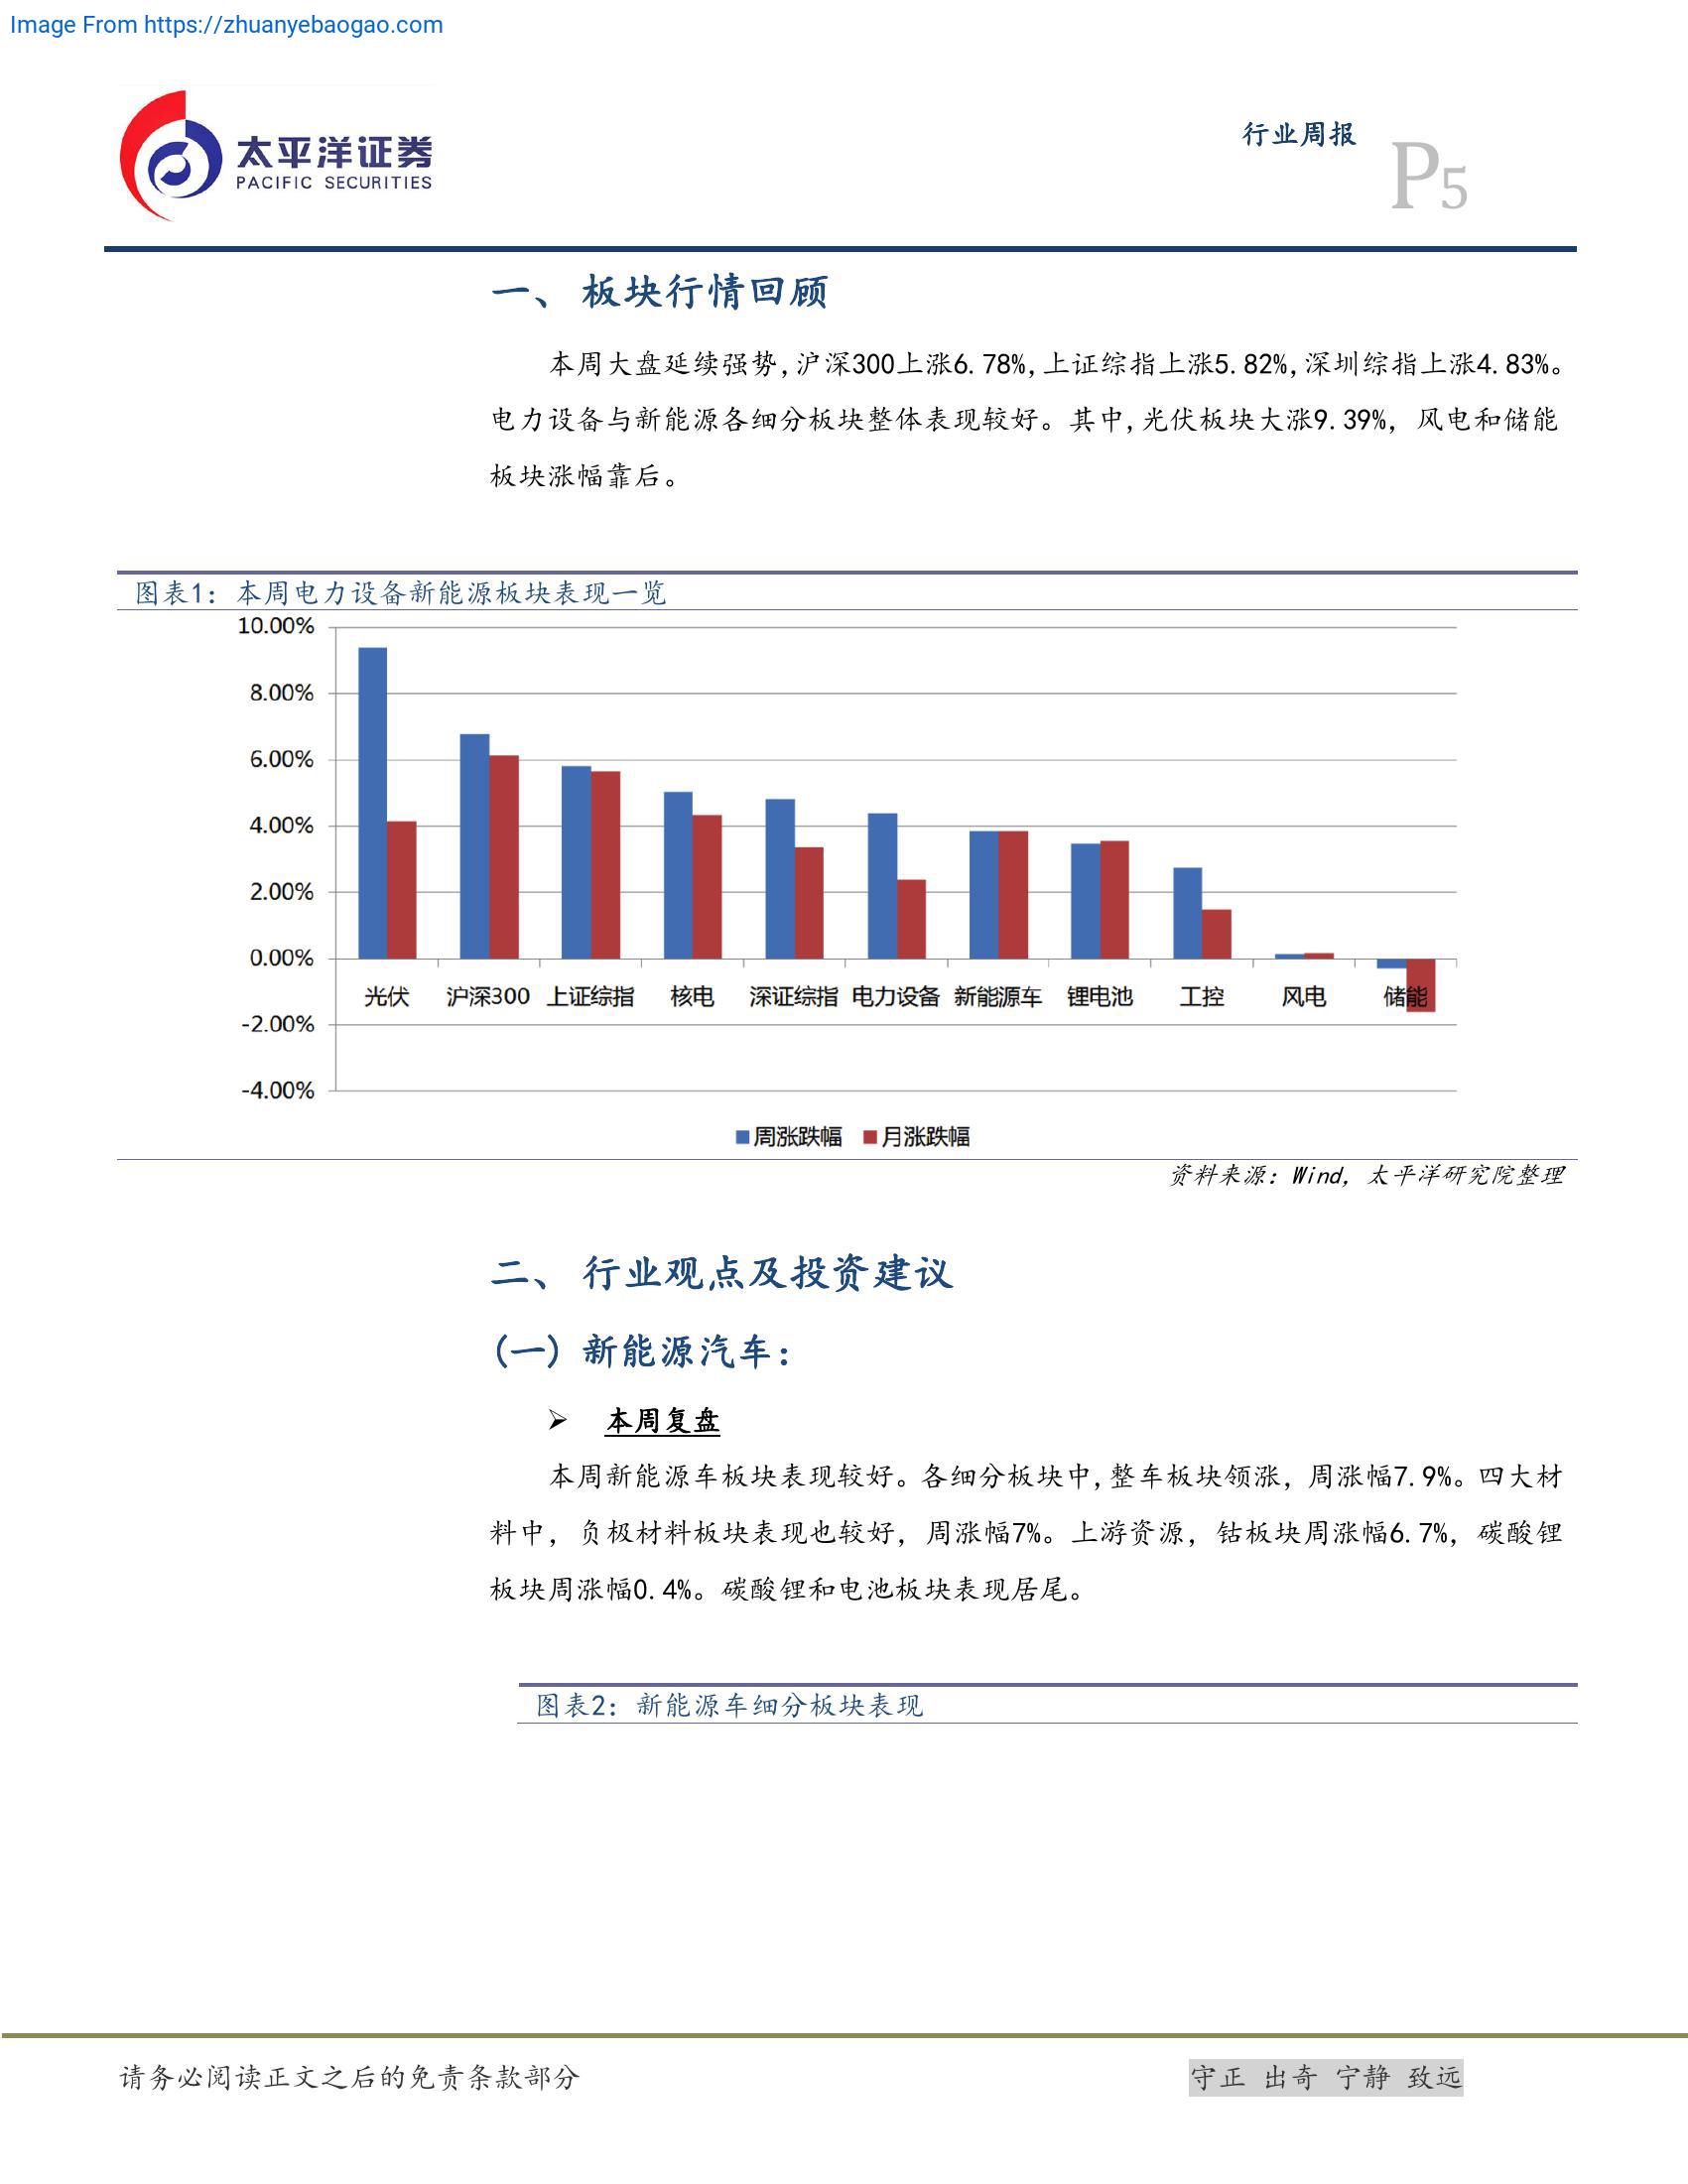 Image From https://zhuanyebaogao.com
太平洋证券
PACIFIC SECURITIES
行业周报
P5
一、 板块行情回顾
本周大盘延续强势,沪深300上涨6.78%,上证综指上涨5.82%,深圳综指上涨4.83%。
电力设备与新能源各细分板块整体表现较好。其中,光伏板块大涨9.39%，风电和储能
板块涨幅靠后。
图表1：本周电力设备新能源板块表现一览
10.00%
8.00%
6.00%
4.00%
2.00%
0.00%
光伏 沪深300 上证综指 核电 深证综指 电力设备 新能源车 锂电池 工控 风电 储能
-2.00%
-4.00%
周涨跌幅 月涨跌幅
资料来源：Wind，太平洋研究院整理
二、 行业观点及投资建议
(一) 新能源汽车：
➢ 本周复盘
本周新能源车板块表现较好。各细分板块中,整车板块领涨，周涨幅7.9%。四大材
料中，负极材料板块表现也较好，周涨幅7%。上游资源，钴板块周涨幅6.7%，碳酸锂
板块周涨幅0.4%。碳酸锂和电池板块表现居尾。
图表2：新能源车细分板块表现
请务必阅读正文之后的免责条款部分
守正 出奇 宁静 致远